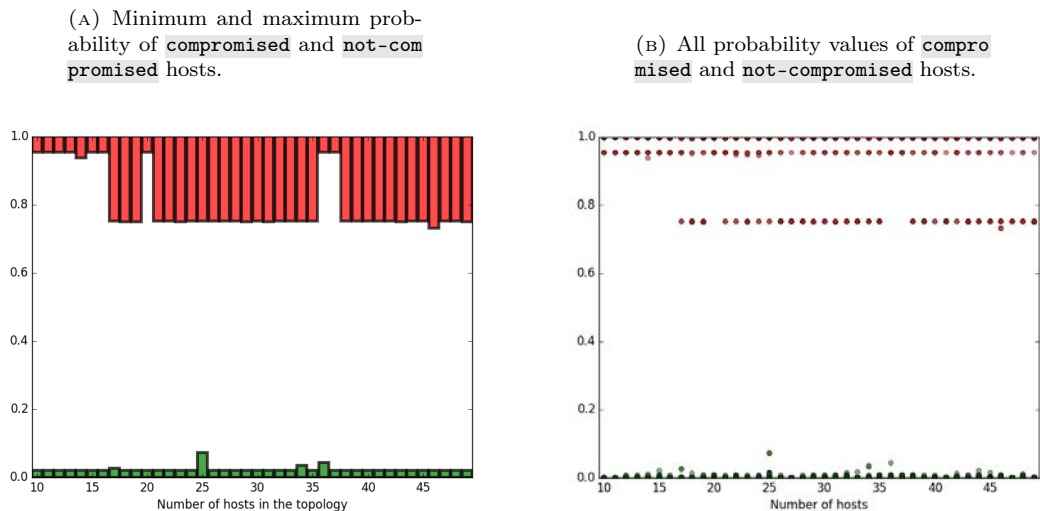 (A) Minimum and maximum prob-
ability of compromised and not-com
promised hosts.
(B) All probability values of compro
mised and not-compromised hosts.
1.0
0.8
0.6
0.4
0.2
0.0
10 15 20 25 30 35 40 45
Number of hosts in the topology
1.0
0.8
0.6
0.4
0.2
0.0
10 15 20 25 30 35 40 45
Number of hosts